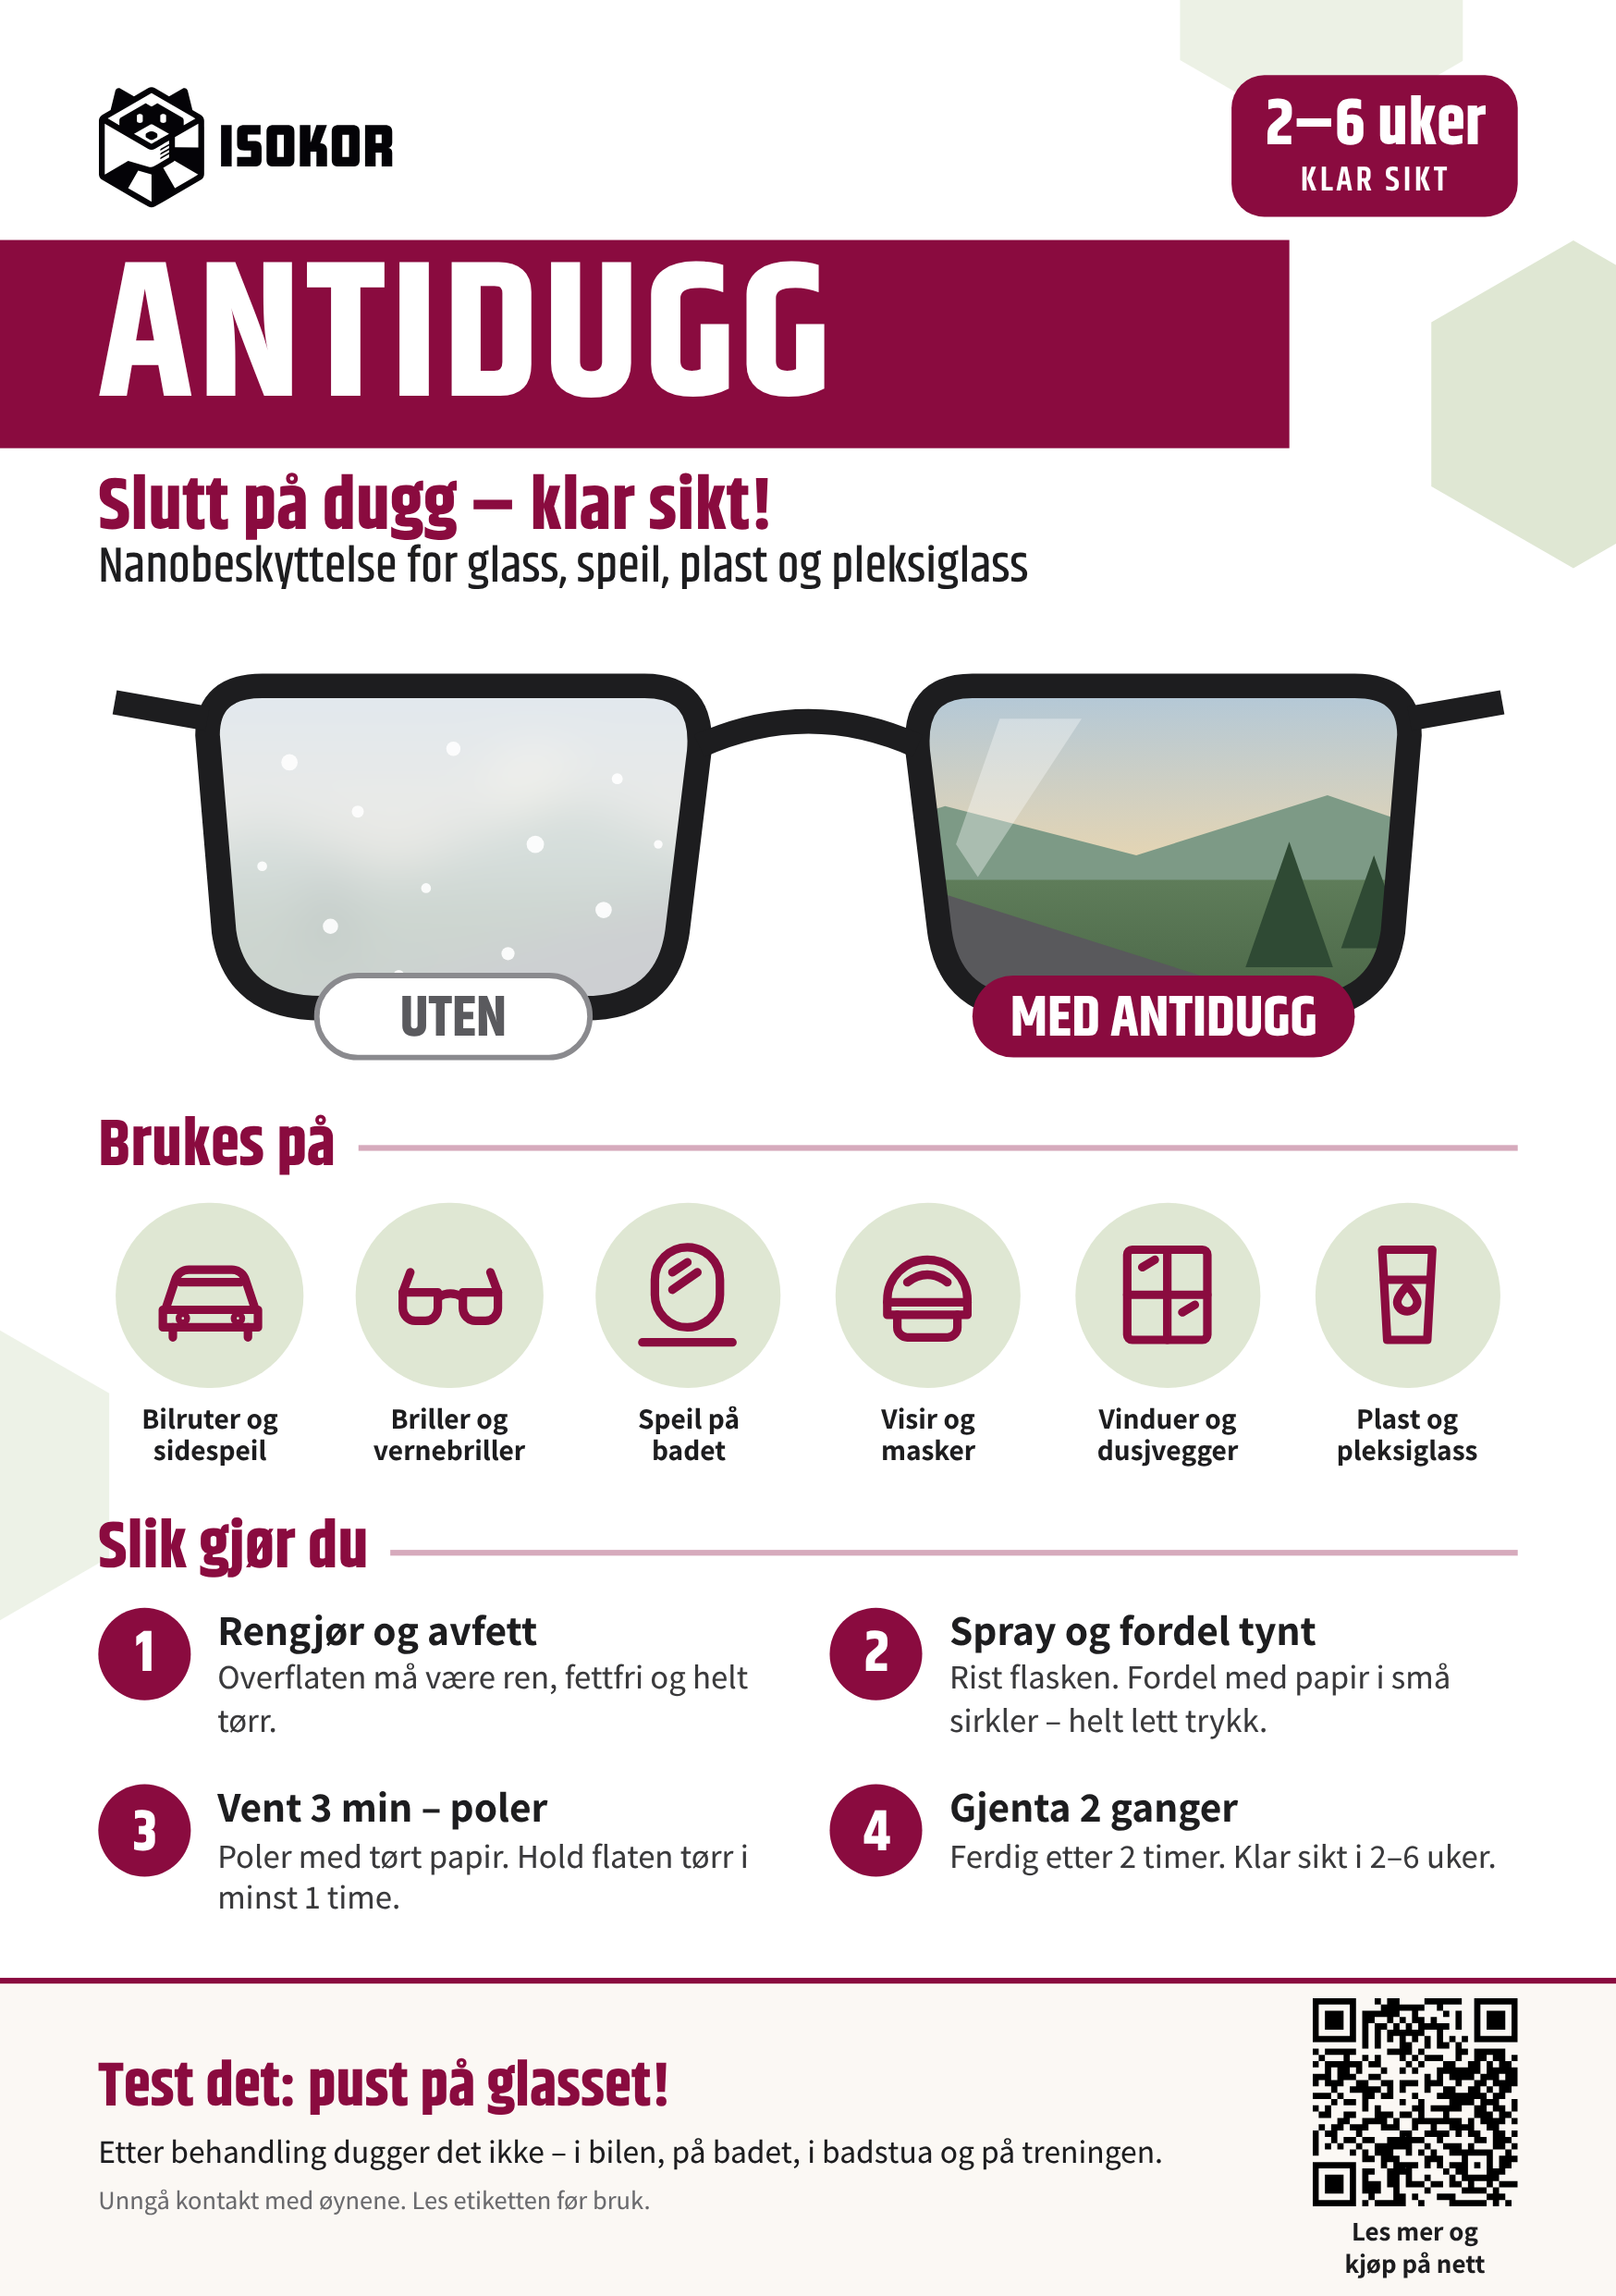 ISOKOR
2–6 uker
KLAR SIKT
ANTIDUGG
Slutt på dugg – klar sikt!
Nanobeskyttelse for glass, speil, plast og pleksiglass
UTEN
MED ANTIDUGG
Brukes på
Bilruter og
sidespeil
Briller og
vernebriller
Speil på
badet
Visir og
masker
Vinduer og
dusjvegger
Plast og
pleksiglass
Slik gjør du
1
Rengjør og avfett
Overflaten må være ren, fettfri og helt
tørr.
2
Spray og fordel tynt
Rist flasken. Fordel med papir i små
sirkler – helt lett trykk.
3
Vent 3 min – poler
Poler med tørt papir. Hold flaten tørr i
minst 1 time.
4
Gjenta 2 ganger
Ferdig etter 2 timer. Klar sikt i 2–6 uker.
Test det: pust på glasset!
Etter behandling dugger det ikke – i bilen, på badet, i badstua og på treningen.
Unngå kontakt med øynene. Les etiketten før bruk.
Les mer og
kjøp på nett